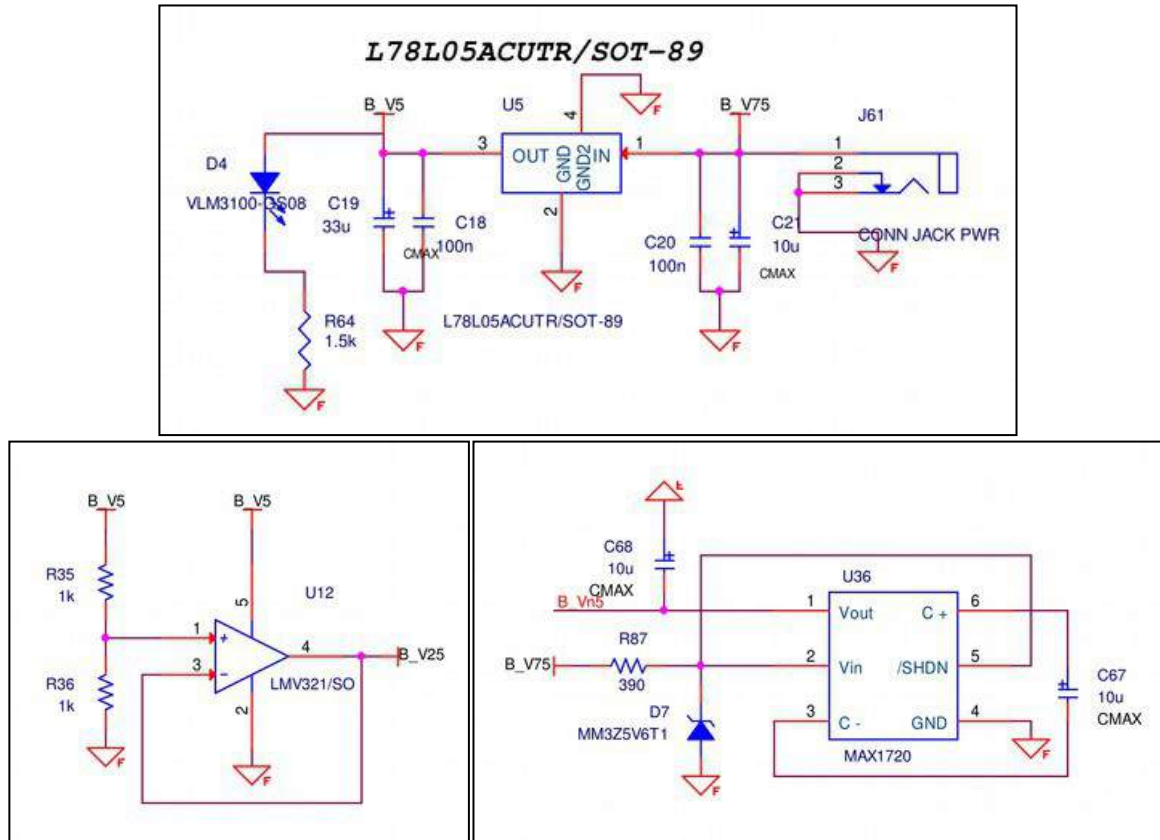 L78L05ACUTR/SOT-89
B_V5
U5
4
F
B_V75
J61
D4
VLM3100-GS08
3
OUT
GND
GND2
IN
1
1
2
3
C19
33u
C18
100n
CMAX
2
F
C20
100n
C21
10u
CMAX
CONN JACK PWR
F
R64
1.5k
F
F
L78L05ACUTR/SOT-89
F
B_V5
B_V5
R35
1k
U12
5
1
+
3
-
4
B_V25
LMV321/SO
R36
1k
2
F
F
F
C68
10u
CMAX
B_Vn5
U36
1
Vout
C +
6
R87
390
B_V75
2
Vin
/SHDN
5
C67
10u
CMAX
D7
MM3Z5V6T1
3
C -
GND
4
F
MAX1720
F